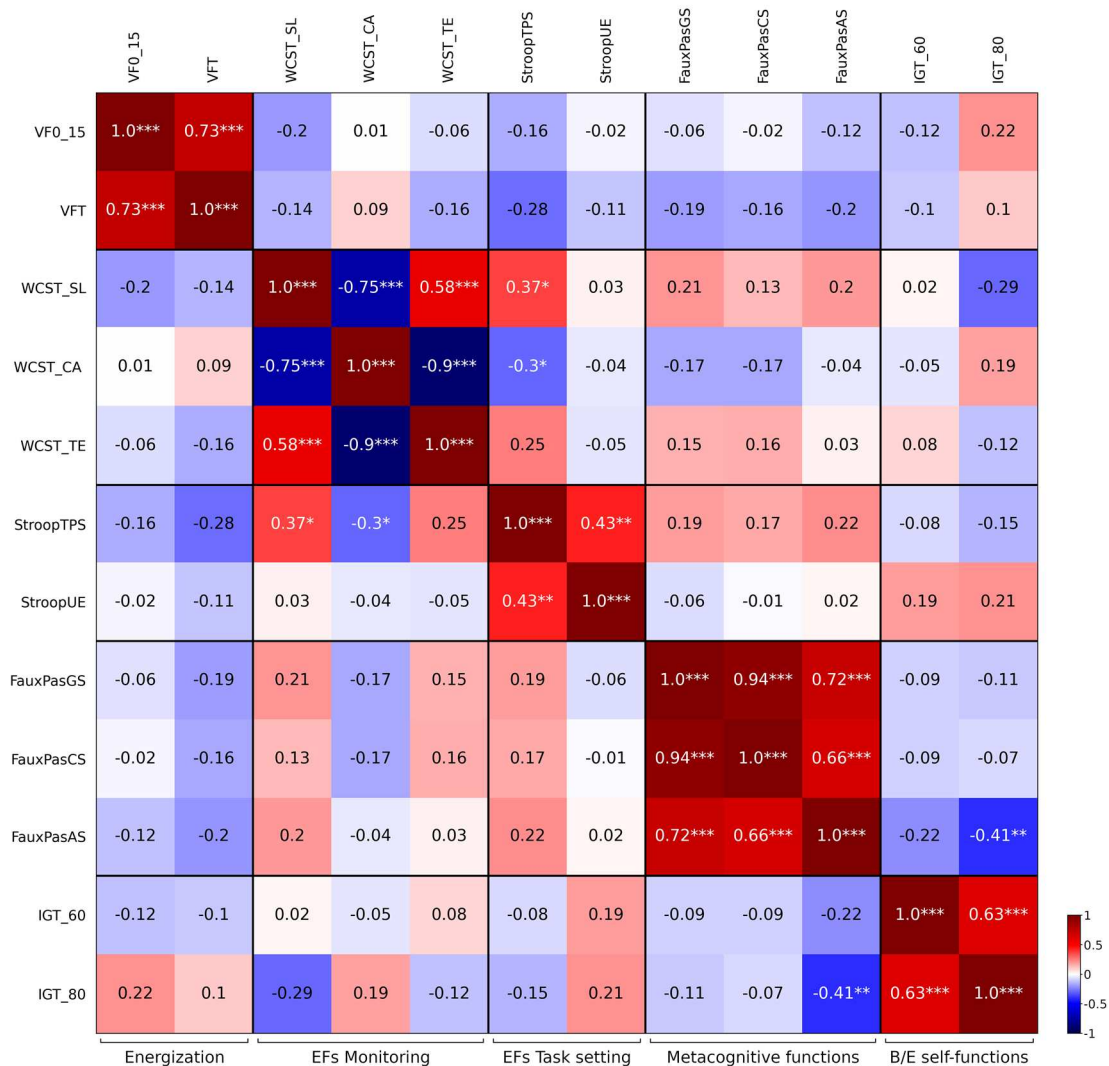 VF0_15 VFT WCST_SL WCST_CA WCST_TE StroopTPS StroopUE FauxPasGS FauxPasCS FauxPasAS IGT_60 IGT_80
VF0_15 1.0*** 0.73*** -0.2 0.01 -0.06 -0.16 -0.02 -0.06 -0.02 -0.12 -0.12 0.22
VFT 0.73*** 1.0*** -0.14 0.09 -0.16 -0.28 -0.11 -0.19 -0.16 -0.2 -0.1 0.1
WCST_SL -0.2 -0.14 1.0*** -0.75*** 0.58*** 0.37* 0.03 0.21 0.13 0.2 0.02 -0.29
WCST_CA 0.01 0.09 -0.75*** 1.0*** -0.9*** -0.3* -0.04 -0.17 -0.17 -0.04 -0.05 0.19
WCST_TE -0.06 -0.16 0.58*** -0.9*** 1.0*** 0.25 -0.05 0.15 0.16 0.03 0.08 -0.12
StroopTPS -0.16 -0.28 0.37* -0.3* 0.25 1.0*** 0.43** 0.19 0.17 0.22 -0.08 -0.15
StroopUE -0.02 -0.11 0.03 -0.04 -0.05 0.43** 1.0*** -0.06 -0.01 0.02 0.19 0.21
FauxPasGS -0.06 -0.19 0.21 -0.17 0.15 0.19 -0.06 1.0*** 0.94*** 0.72*** -0.09 -0.11
FauxPasCS -0.02 -0.16 0.13 -0.17 0.16 0.17 -0.01 0.94*** 1.0*** 0.66*** -0.09 -0.07
FauxPasAS -0.12 -0.2 0.2 -0.04 0.03 0.22 0.02 0.72*** 0.66*** 1.0*** -0.22 -0.41**
IGT_60 -0.12 -0.1 0.02 -0.05 0.08 -0.08 0.19 -0.09 -0.09 -0.22 1.0*** 0.63***
IGT_80 0.22 0.1 -0.29 0.19 -0.12 -0.15 0.21 -0.11 -0.07 -0.41** 0.63*** 1.0***
Energization EFs Monitoring EFs Task setting Metacognitive functions B/E self-functions
1
0.5
0
-0.5
-1